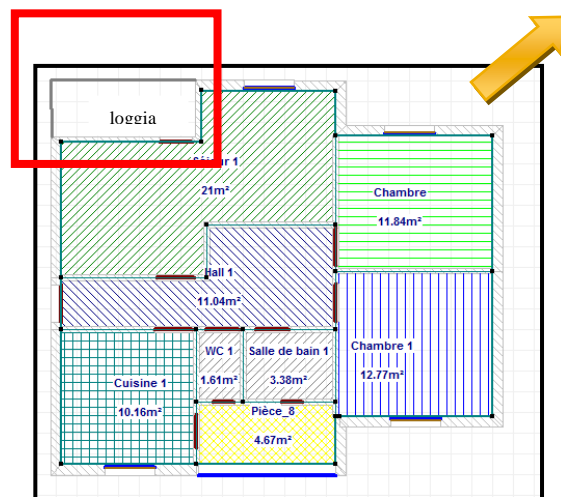 loggia
Séjour 1
21m²
Chambre
11.84m²
Hall 1
11.04m²
Chambre 1
12.77m²
WC 1
1.61m²
Salle de bain 1
3.38m²
Cuisine 1
10.16m²
Pièce_8
4.67m²